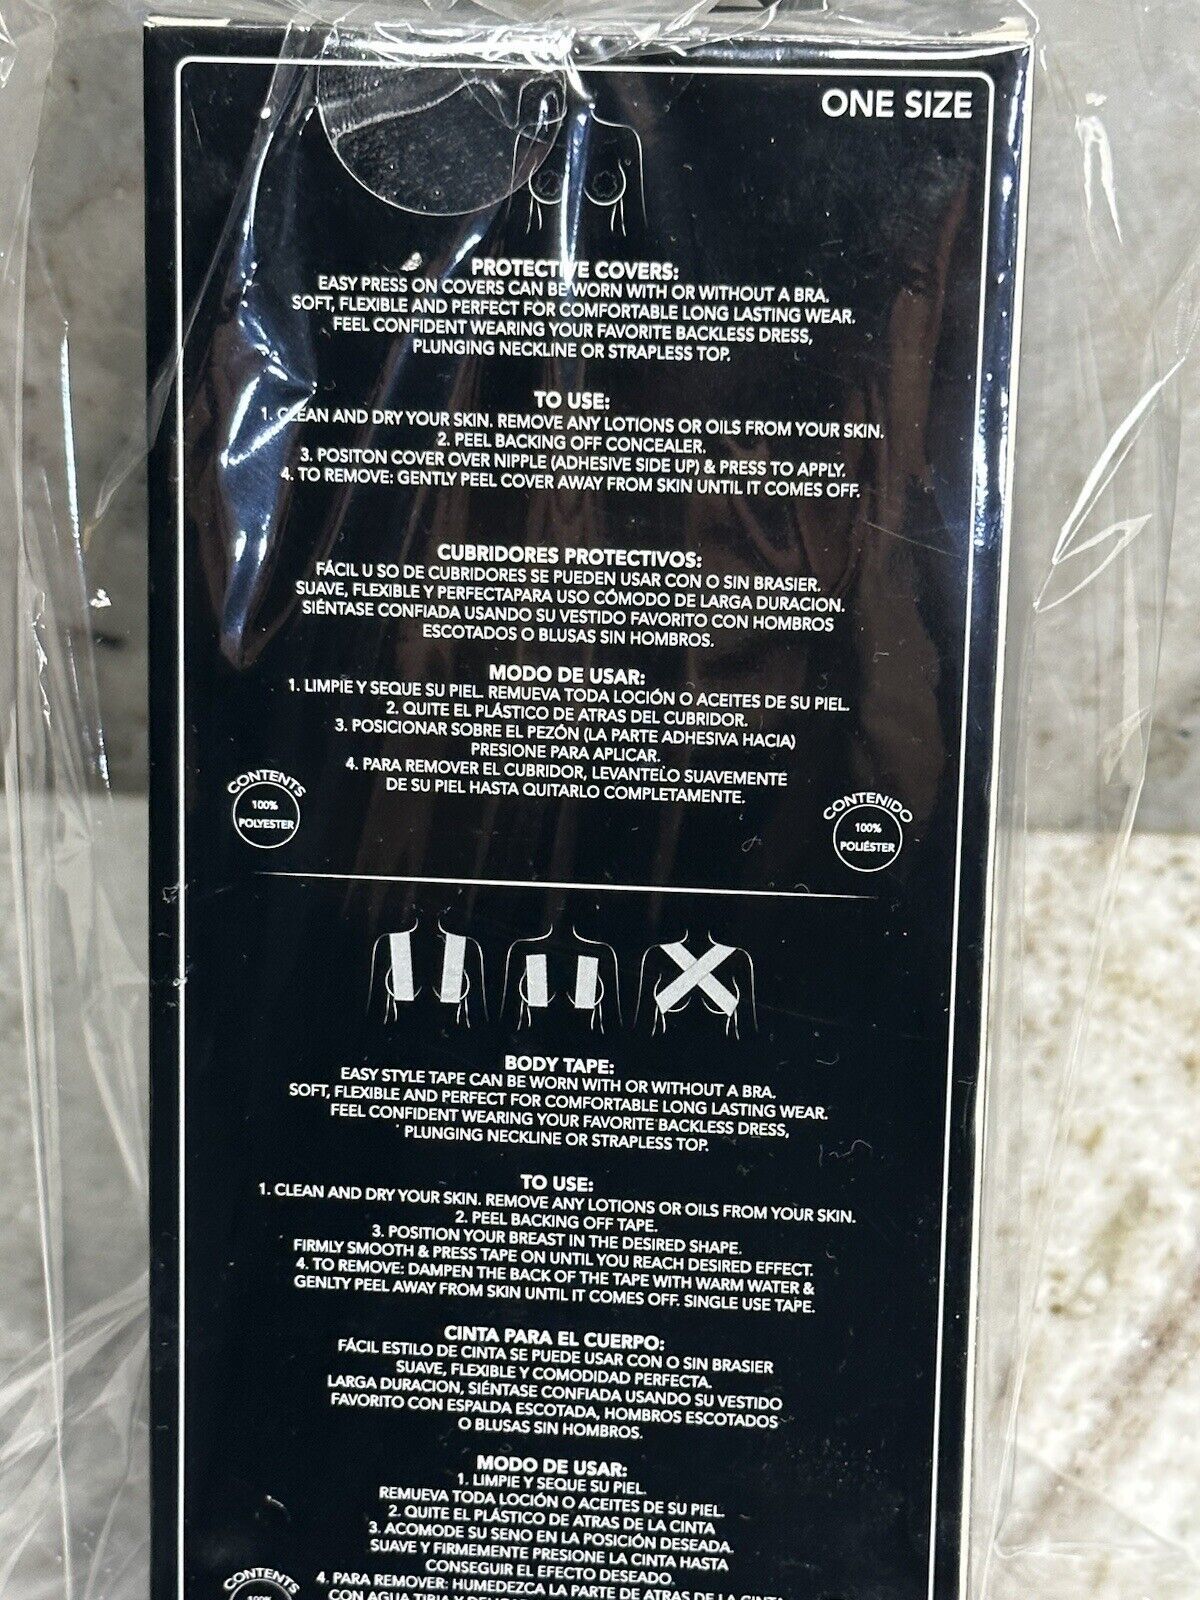 ONE SIZE
PROTECTIVE COVERS:
EASY PRESS ON COVERS CAN BE WORN WITH OR WITHOUT A BRA.
SOFT, FLEXIBLE AND PERFECT FOR COMFORTABLE LONG LASTING WEAR.
FEEL CONFIDENT WEARING YOUR FAVORITE BACKLESS DRESS,
PLUNGING NECKLINE OR STRAPLESS TOP.
TO USE:
1. CLEAN AND DRY YOUR SKIN. REMOVE ANY LOTIONS OR OILS FROM YOUR SKIN.
2. PEEL BACKING OFF CONCEALER.
3. POSITON COVER OVER NIPPLE (ADHESIVE SIDE UP) & PRESS TO APPLY.
4. TO REMOVE: GENTLY PEEL COVER AWAY FROM SKIN UNTIL IT COMES OFF.
CUBRIDORES PROTECTIVOS:
FÁCIL U SO DE CUBRIDORES SE PUEDEN USAR CON O SIN BRASIER.
SUAVE, FLEXIBLE Y PERFECTAPARA USO CÓMODO DE LARGA DURACION.
SIÉNTASE CONFIADA USANDO SU VESTIDO FAVORITO CON HOMBROS
ESCOTADOS O BLUSAS SIN HOMBROS.
MODO DE USAR:
1. LIMPIE Y SEQUE SU PIEL. REMUEVA TODA LOCIÓN O ACEITES DE SU PIEL.
2. QUITE EL PLÁSTICO DE ATRAS DEL CUBRIDOR.
3. POSICIONAR SOBRE EL PEZÓN (LA PARTE ADHESIVA HACIA)
PRESIONE PARA APLICAR.
4. PARA REMOVER EL CUBRIDOR, LEVANTELO SUAVEMENTE
DE SU PIEL HASTA QUITARLO COMPLETAMENTE.
CONTENTS
100%
POLYESTER
CONTENIDO
100%
POLIÉSTER
BODY TAPE:
EASY STYLE TAPE CAN BE WORN WITH OR WITHOUT A BRA.
SOFT, FLEXIBLE AND PERFECT FOR COMFORTABLE LONG LASTING WEAR.
FEEL CONFIDENT WEARING YOUR FAVORITE BACKLESS DRESS,
PLUNGING NECKLINE OR STRAPLESS TOP.
TO USE:
1. CLEAN AND DRY YOUR SKIN. REMOVE ANY LOTIONS OR OILS FROM YOUR SKIN.
2. PEEL BACKING OFF TAPE.
3. POSITION YOUR BREAST IN THE DESIRED SHAPE.
FIRMLY SMOOTH & PRESS TAPE ON UNTIL YOU REACH DESIRED EFFECT.
4. TO REMOVE: DAMPEN THE BACK OF THE TAPE WITH WARM WATER &
GENLTY PEEL AWAY FROM SKIN UNTIL IT COMES OFF. SINGLE USE TAPE.
CINTA PARA EL CUERPO:
FÁCIL ESTILO DE CINTA SE PUEDE USAR CON O SIN BRASIER
SUAVE, FLEXIBLE Y COMODIDAD PERFECTA.
LARGA DURACION, SIÉNTASE CONFIADA USANDO SU VESTIDO
FAVORITO CON ESPALDA ESCOTADA, HOMBROS ESCOTADOS
O BLUSAS SIN HOMBROS.
MODO DE USAR:
1. LIMPIE Y SEQUE SU PIEL.
REMUEVA TODA LOCIÓN O ACEITES DE SU PIEL.
2. QUITE EL PLÁSTICO DE ATRAS DE LA CINTA
3. ACOMODE SU SENO EN LA POSICIÓN DESEADA.
SUAVE Y FIRMEMENTE PRESIONE LA CINTA HASTA
CONSEGUIR EL EFECTO DESEADO.
4. PARA REMOVER: HUMEDEZCA LA PARTE DE ATRAS DE LA CINTA
CON AGUA TIBIA Y
CONTENTS
100%